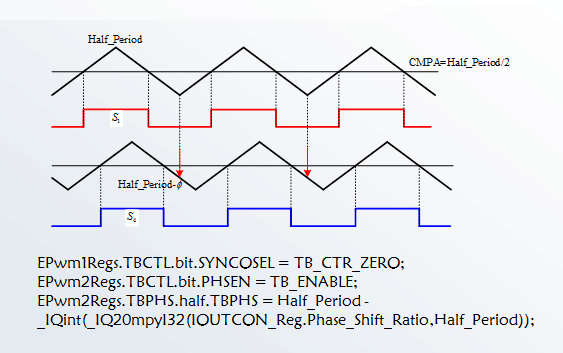 Half_Period
CMPA=Half_Period/2
S1
Half_Period-ϕ
S4
EPwm1Regs.TBCTL.bit.SYNCOSEL = TB_CTR_ZERO;
EPwm2Regs.TBCTL.bit.PHSEN = TB_ENABLE;
EPwm2Regs.TBPHS.half.TBPHS = Half_Period -
_IQint(_IQ20mpyI32(IOUTCON_Reg.Phase_Shift_Ratio,Half_Period));